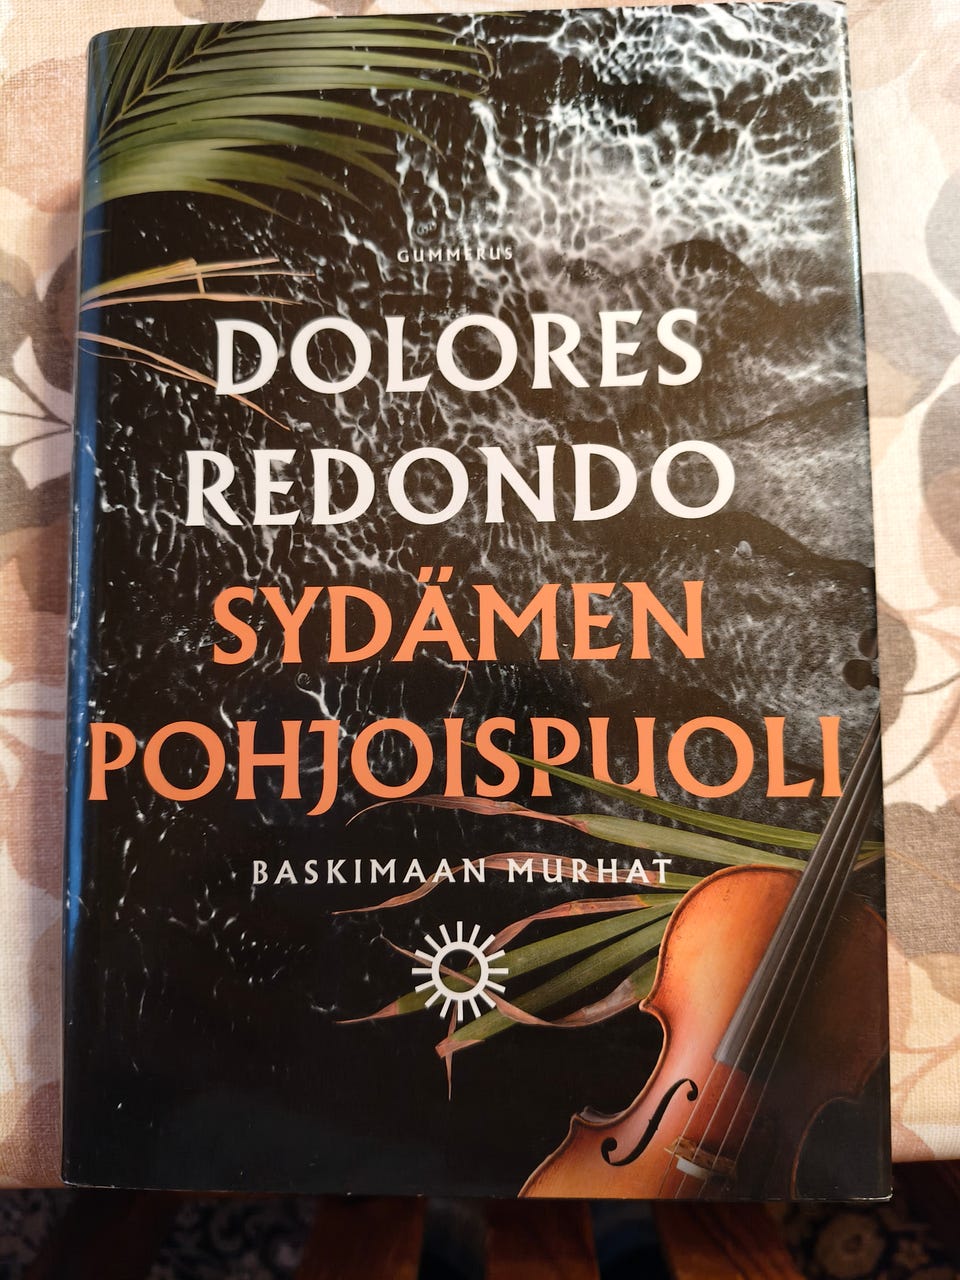 GUMMERUS
DOLORES
REDONDO
SYDÄMEN
POHJOISPUOLI
BASKIMAAN MURHAT